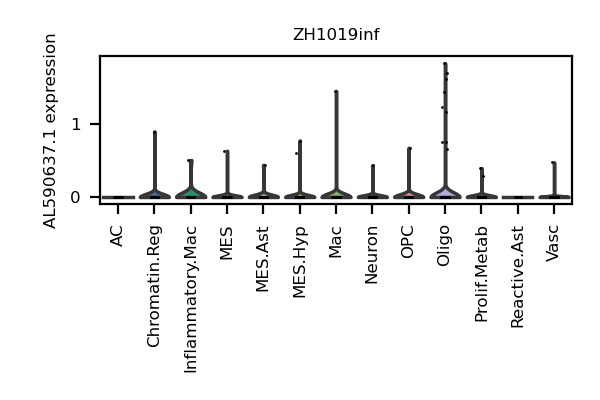 ZH1019inf
AL590637.1 expression
1
0
AC
Chromatin.Reg
Inflammatory.Mac
MES
MES.Ast
MES.Hyp
Mac
Neuron
OPC
Oligo
Prolif.Metab
Reactive.Ast
Vasc